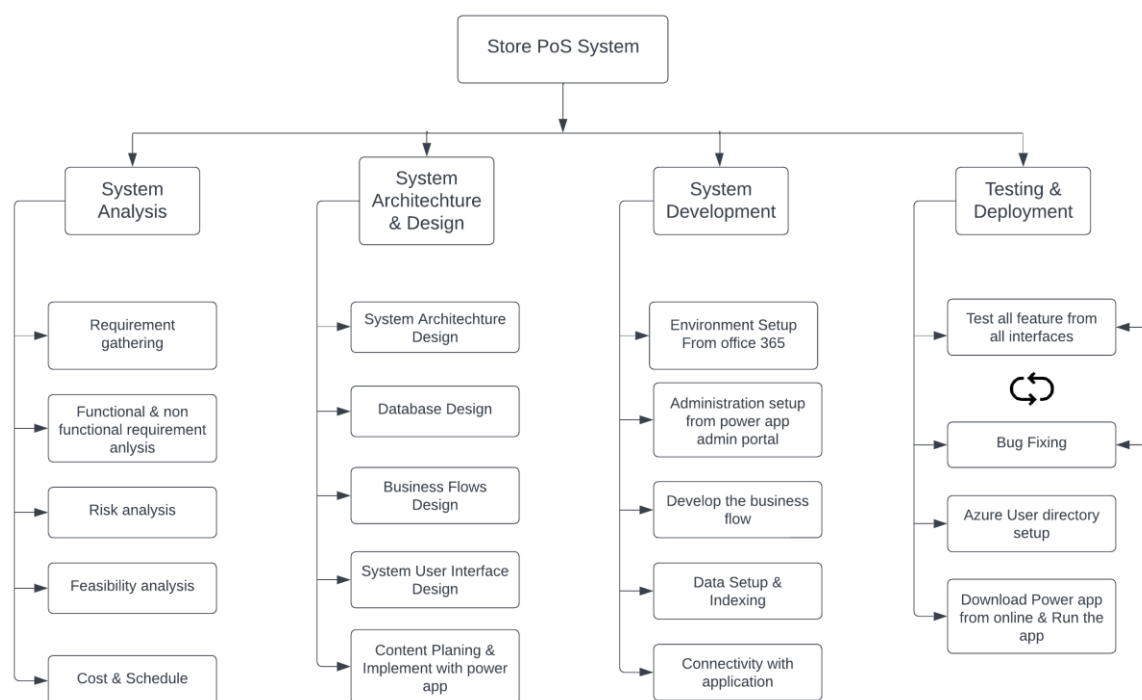 Store PoS System
System
Analysis
System
Architechture
& Design
System
Development
Testing &
Deployment
Requirement
gathering
Functional & non
functional requirement
anlysis
Risk analysis
Feasibility analysis
Cost & Schedule
System Architechture
Design
Database Design
Business Flows
Design
System User Interface
Design
Content Planing &
Implement with power
app
Environment Setup
From office 365
Administration setup
from power app
admin portal
Develop the business
flow
Data Setup &
Indexing
Connectivity with
application
Test all feature from
all interfaces
Bug Fixing
Azure User directory
setup
Download Power app
from online & Run the
app